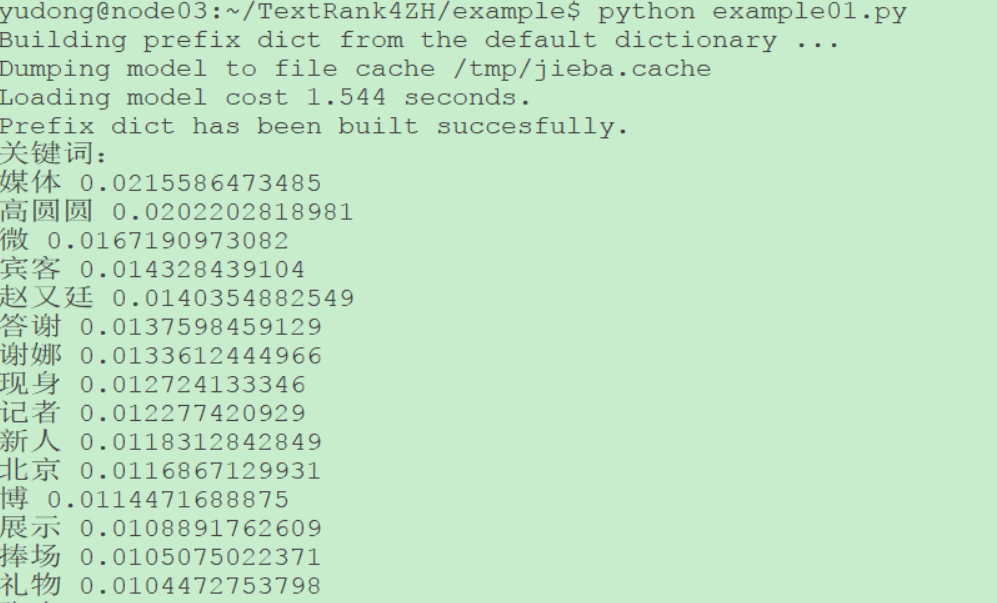 yudong@node03:~/TextRank4ZH/example$ python example01.py
Building prefix dict from the default dictionary ...
Dumping model to file cache /tmp/jieba.cache
Loading model cost 1.544 seconds.
Prefix dict has been built succesfully.
关键词：
媒体 0.0215586473485
高圆圆 0.0202202818981
微 0.0167190973082
宾客 0.014328439104
赵又廷 0.0140354882549
答谢 0.0137598459129
谢娜 0.0133612444966
现身 0.012724133346
记者 0.012277420929
新人 0.0118312842849
北京 0.0116867129931
博 0.0114471688875
展示 0.0108891762609
捧场 0.0105075022371
礼物 0.0104472753798